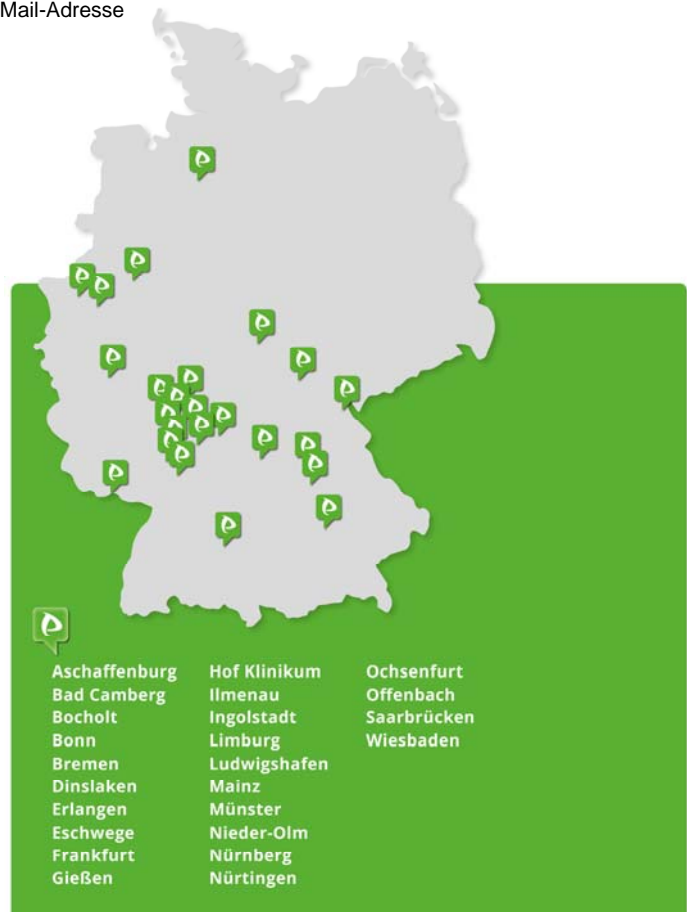 Mail-Adresse
Aschaffenburg
Bad Camberg
Bocholt
Bonn
Bremen
Dinslaken
Erlangen
Eschwege
Frankfurt
Gießen
Hof Klinikum
Ilmenau
Ingolstadt
Limburg
Ludwigshafen
Mainz
Münster
Nieder-Olm
Nürnberg
Nürtingen
Ochsenfurt
Offenbach
Saarbrücken
Wiesbaden